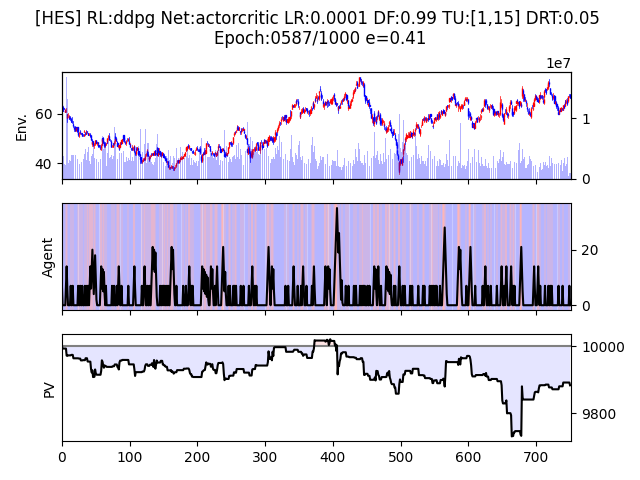 [HES] RL:ddpg Net:actorcritic LR:0.0001 DF:0.99 TU:[1,15] DRT:0.05
Epoch:0587/1000 e=0.41
1e7
Env.
60
40
1
0
Agent
20
0
PV
10000
9800
0 100 200 300 400 500 600 700